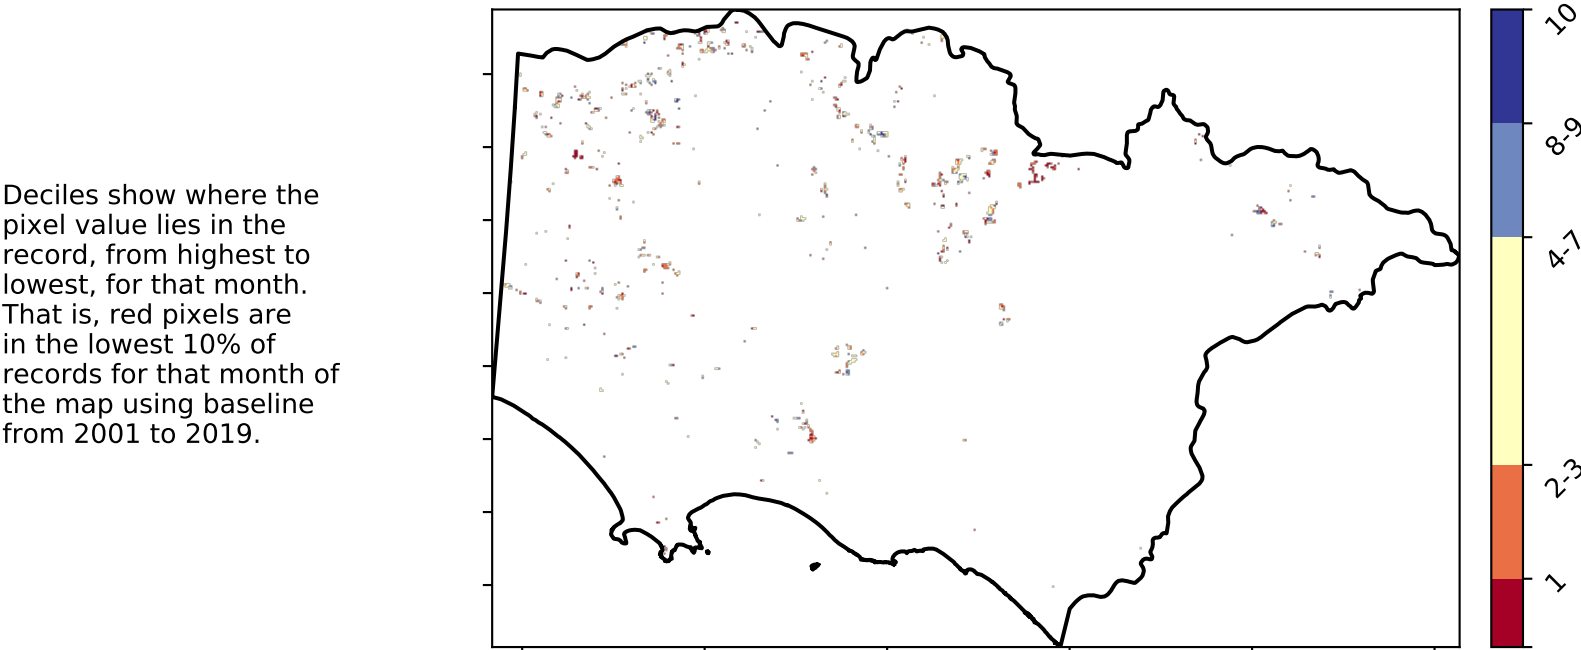 Deciles show where the
pixel value lies in the
record, from highest to
lowest, for that month.
That is, red pixels are
in the lowest 10% of
records for that month of
the map using baseline
from 2001 to 2019.
10
8-9
4-7
2-3
1